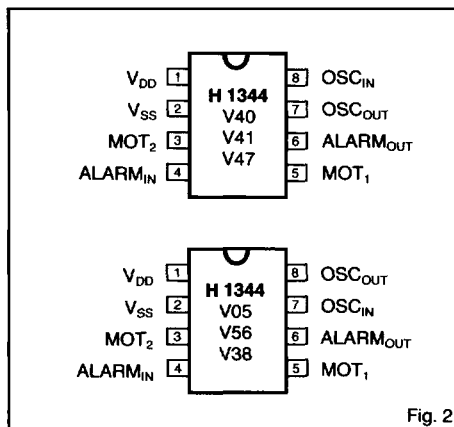 V_DD 1 8 OSC_IN
H 1344
V_SS 2 V40 7 OSC_OUT
V41
MOT_2 3 6 ALARM_OUT
V47
ALARM_IN 4 5 MOT_1
V_DD 1 8 OSC_OUT
H 1344
V_SS 2 V05 7 OSC_IN
V56
MOT_2 3 6 ALARM_OUT
V38
ALARM_IN 4 5 MOT_1
Fig. 2